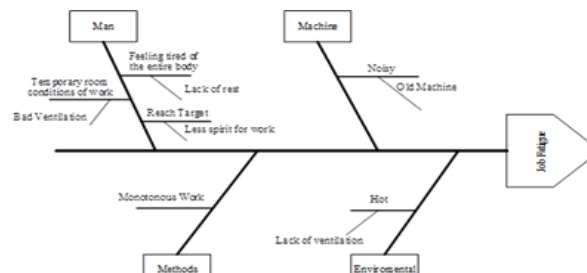 Man
Machine
Feeling tired of
the entire body
Lack of rest
Temporary room
conditions of work
Bad Ventilation
Reach Target
Less spirit for work
Noisy
Old Machine
Job Fatigue
Monotonous Work
Hot
Lack of ventilation
Methods
Enviromental